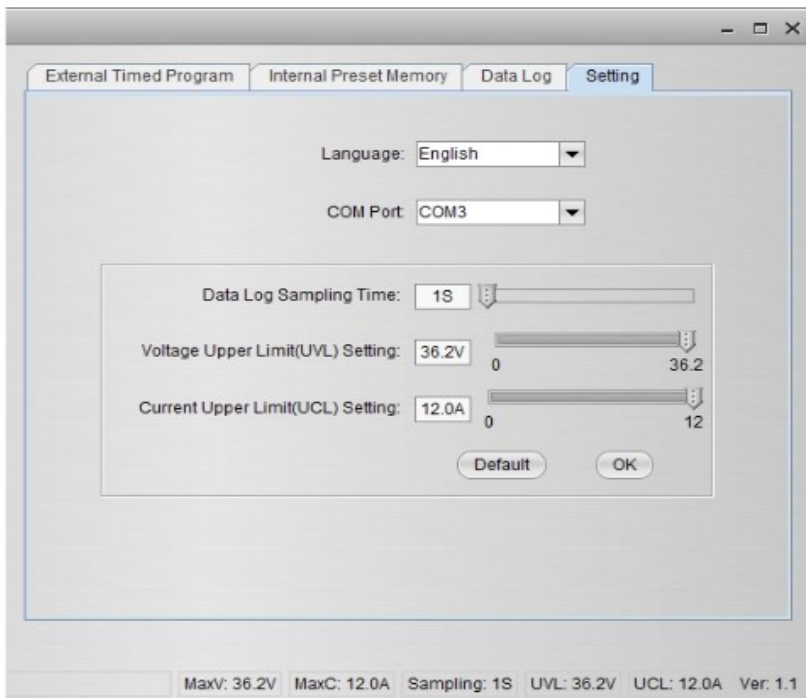 External Timed Program Internal Preset Memory Data Log Setting
Language: English
COM Port: COM3
Data Log Sampling Time: 1S
Voltage Upper Limit(UVL) Setting: 36.2V
0 36.2
Current Upper Limit(UCL) Setting: 12.0A
0 12
Default OK
MaxV: 36.2V MaxC: 12.0A Sampling: 1S UVL: 36.2V UCL: 12.0A Ver: 1.1